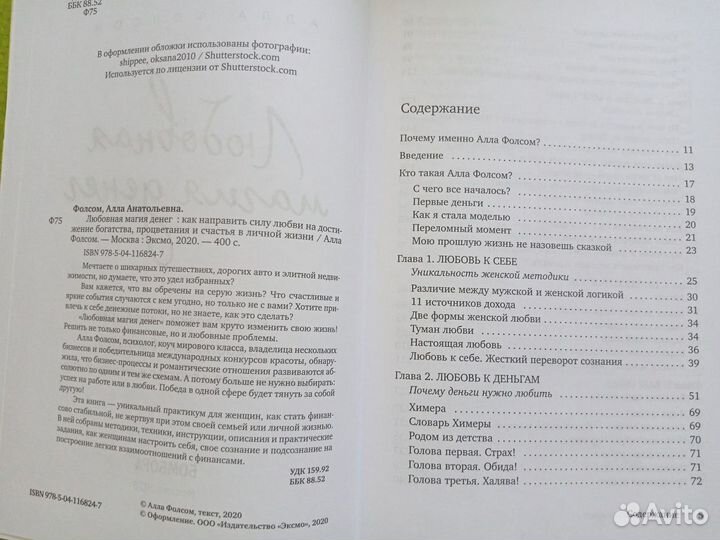 ББК 88.52
Ф75
В оформлении обложки использованы фотографии:
shippee, oksana2010 / Shutterstock.com
Используется по лицензии от Shutterstock.com
Фолсом, Алла Анатольевна.
Ф75
Любовная магия денег : как направить силу любви на дости-
жение богатства, процветания и счастья в личной жизни / Алла
Фолсом. — Москва : Эксмо, 2020. — 400 с.
ISBN 978-5-04-116824-7
Мечтаете о шикарных путешествиях, дорогих авто и элитной недви-
жимости, но думаете, что это удел избранных?
Вам кажется, что вы обречены на серую жизнь? Что счастливые и
яркие события случаются с кем угодно, но только не с вами? Хотите при-
влечь к себе денежные потоки, но не знаете, как это сделать?
«Любовная магия денег» поможет вам круто изменить свою жизнь!
Решить не только финансовые, но и любовные проблемы.
Алла Фолсом, психолог, коуч мирового класса, владелица нескольких
бизнесов и победительница международных конкурсов красоты, обнару-
жила, что бизнес-процессы и романтические отношения развиваются аб-
солютно по одним и тем же схемам. А потому больше не нужно выбирать:
успех на работе или в любви. Победа в одной сфере будет тянуть за собой
другую!
Эта книга — уникальный практикум для женщин, как стать финан-
сово стабильной, не жертвуя при этом своей семьей или личной жизнью.
В ней собраны методики, техники, инструкции, описания и практические
задания, как женщинам настроить себя, свое сознание и подсознание на
построение легких взаимоотношений с финансами.
УДК 159.92
ББК 88.52
ISBN 978-5-04-116824-7
© Алла Фолсом, текст, 2020
© Оформление. ООО «Издательство «Эксмо», 2020
Содержание
Почему именно Алла Фолсом? 11
Введение 13
Кто такая Алла Фолсом? 17
С чего все началось? 18
Первые деньги 19
Как я стала моделью 20
Переломный момент 21
Мою прошлую жизнь не назовешь сказкой 23
Глава 1. ЛЮБОВЬ К СЕБЕ
Уникальность женской методики 25
Различие между мужской и женской логикой 30
11 источников дохода 31
Две формы женской любви 34
Туман любви 34
Настоящая любовь 36
Любовь к себе. Жесткий переворот сознания 39
Глава 2. ЛЮБОВЬ К ДЕНЬГАМ
Почему деньги нужно любить 51
Химера 69
Словарь Химеры 70
Родом из детства 70
Голова первая. Страх! 71
Голова вторая. Обида! 71
Голова третья. Халява! 72
Содержание 5
Avito